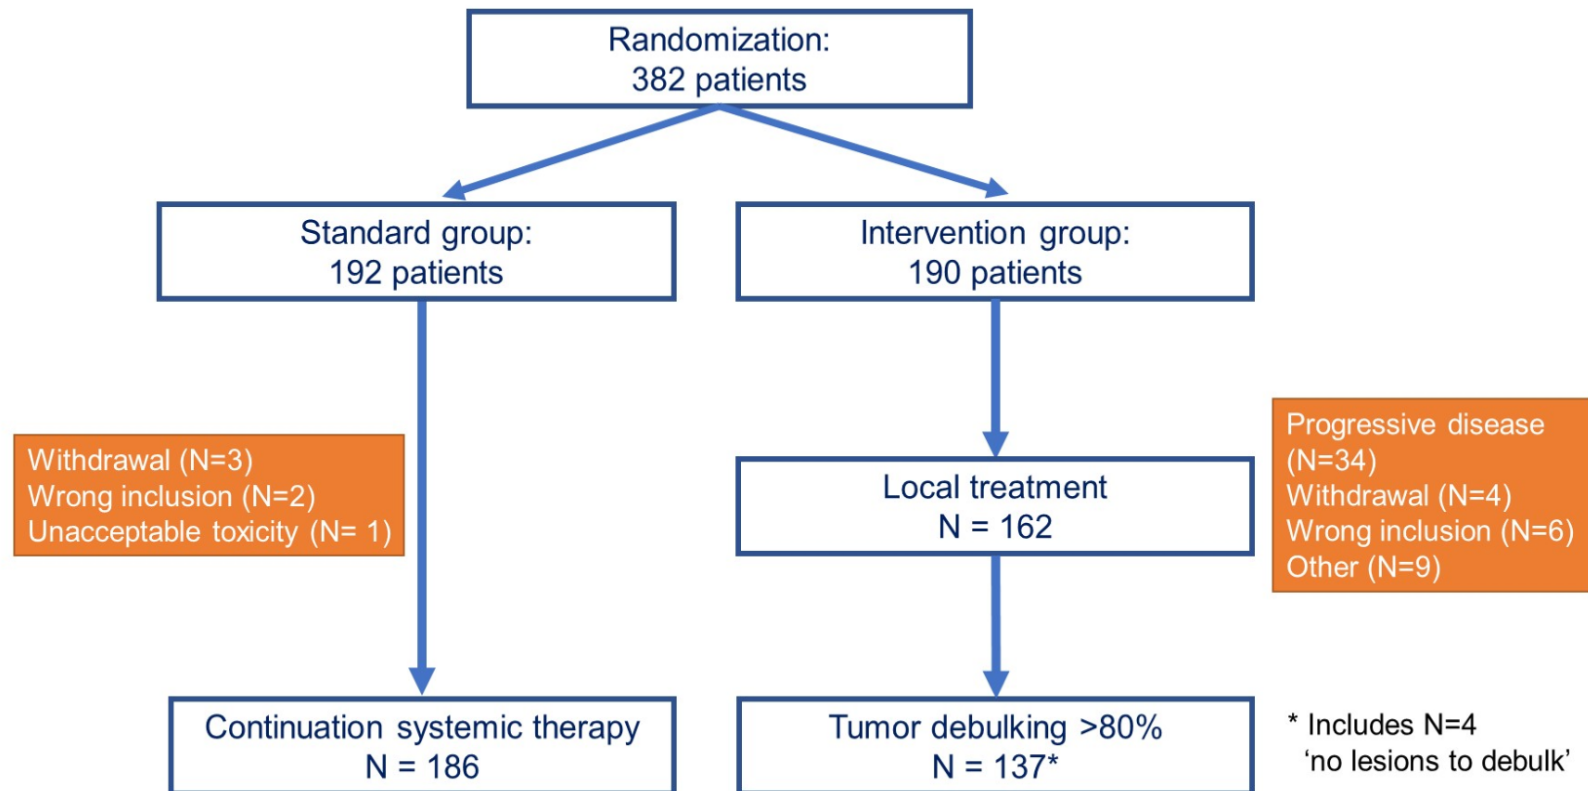 Randomization:
382 patients
Standard group:
192 patients
Intervention group:
190 patients
Withdrawal (N=3)
Wrong inclusion (N=2)
Unacceptable toxicity (N= 1)
Local treatment
N = 162
Progressive disease
(N=34)
Withdrawal (N=4)
Wrong inclusion (N=6)
Other (N=9)
Continuation systemic therapy
N = 186
Tumor debulking >80%
N = 137*
* Includes N=4
‘no lesions to debulk’